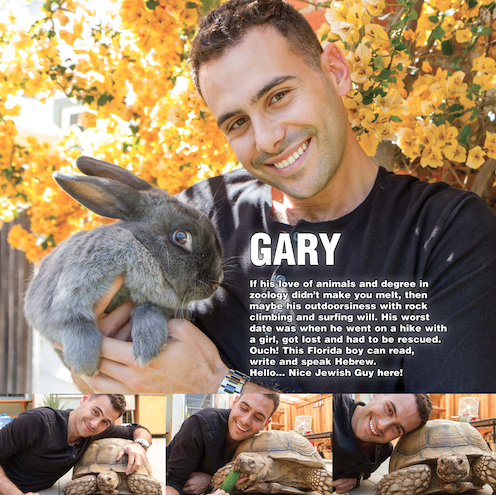 GARY
If his love of animals and degree in
zoology didn't make you melt, then
maybe his outdoorsiness with rock
climbing and surfing will. His worst
date was when he went on a hike with
a girl, got lost and had to be rescued.
Ouch! This Florida boy can read,
write and speak Hebrew.
Hello... Nice Jewish Guy here!